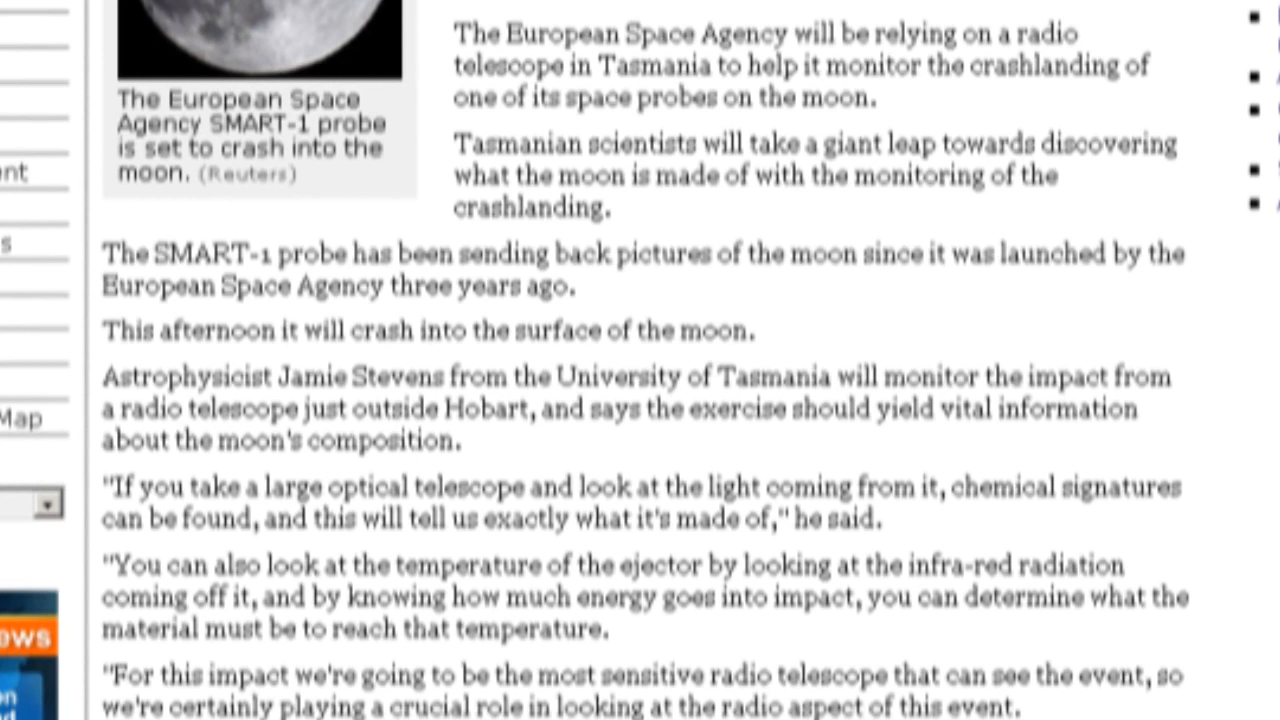 The European Space Agency will be relying on a radio
telescope in Tasmania to help it monitor the crashlanding of
one of its space probes on the moon.
The European Space
Agency SMART-1 probe
is set to crash into the
moon. (Reuters)
Tasmanian scientists will take a giant leap towards discovering
what the moon is made of with the monitoring of the
crashlanding.
The SMART-1 probe has been sending back pictures of the moon since it was launched by the
European Space Agency three years ago.
This afternoon it will crash into the surface of the moon.
Astrophysicist Jamie Stevens from the University of Tasmania will monitor the impact from
a radio telescope just outside Hobart, and says the exercise should yield vital information
about the moon's composition.
"If you take a large optical telescope and look at the light coming from it, chemical signatures
can be found, and this will tell us exactly what it's made of," he said.
"You can also look at the temperature of the ejector by looking at the infra-red radiation
coming off it, and by knowing how much energy goes into impact, you can determine what the
material must be to reach that temperature.
"For this impact we're going to be the most sensitive radio telescope that can see the event, so
we're certainly playing a crucial role in looking at the radio aspect of this event.
nt
s
Map
ews